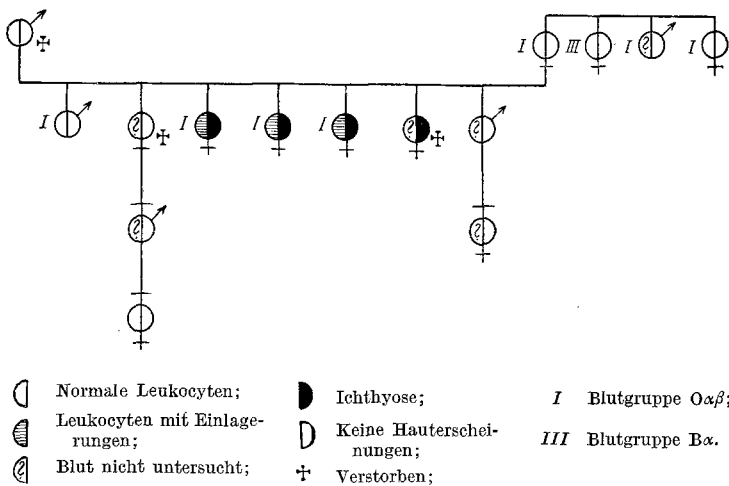 I III I ? I
I ? I I I ? ?
? ?
Normale Leukocyten;
Leukocyten mit Einlage-
rungen;
Blut nicht untersucht;
Ichthyose;
Keine Hauterschei-
nungen;
Verstorben;
I Blutgruppe Oαβ;
III Blutgruppe Bα.